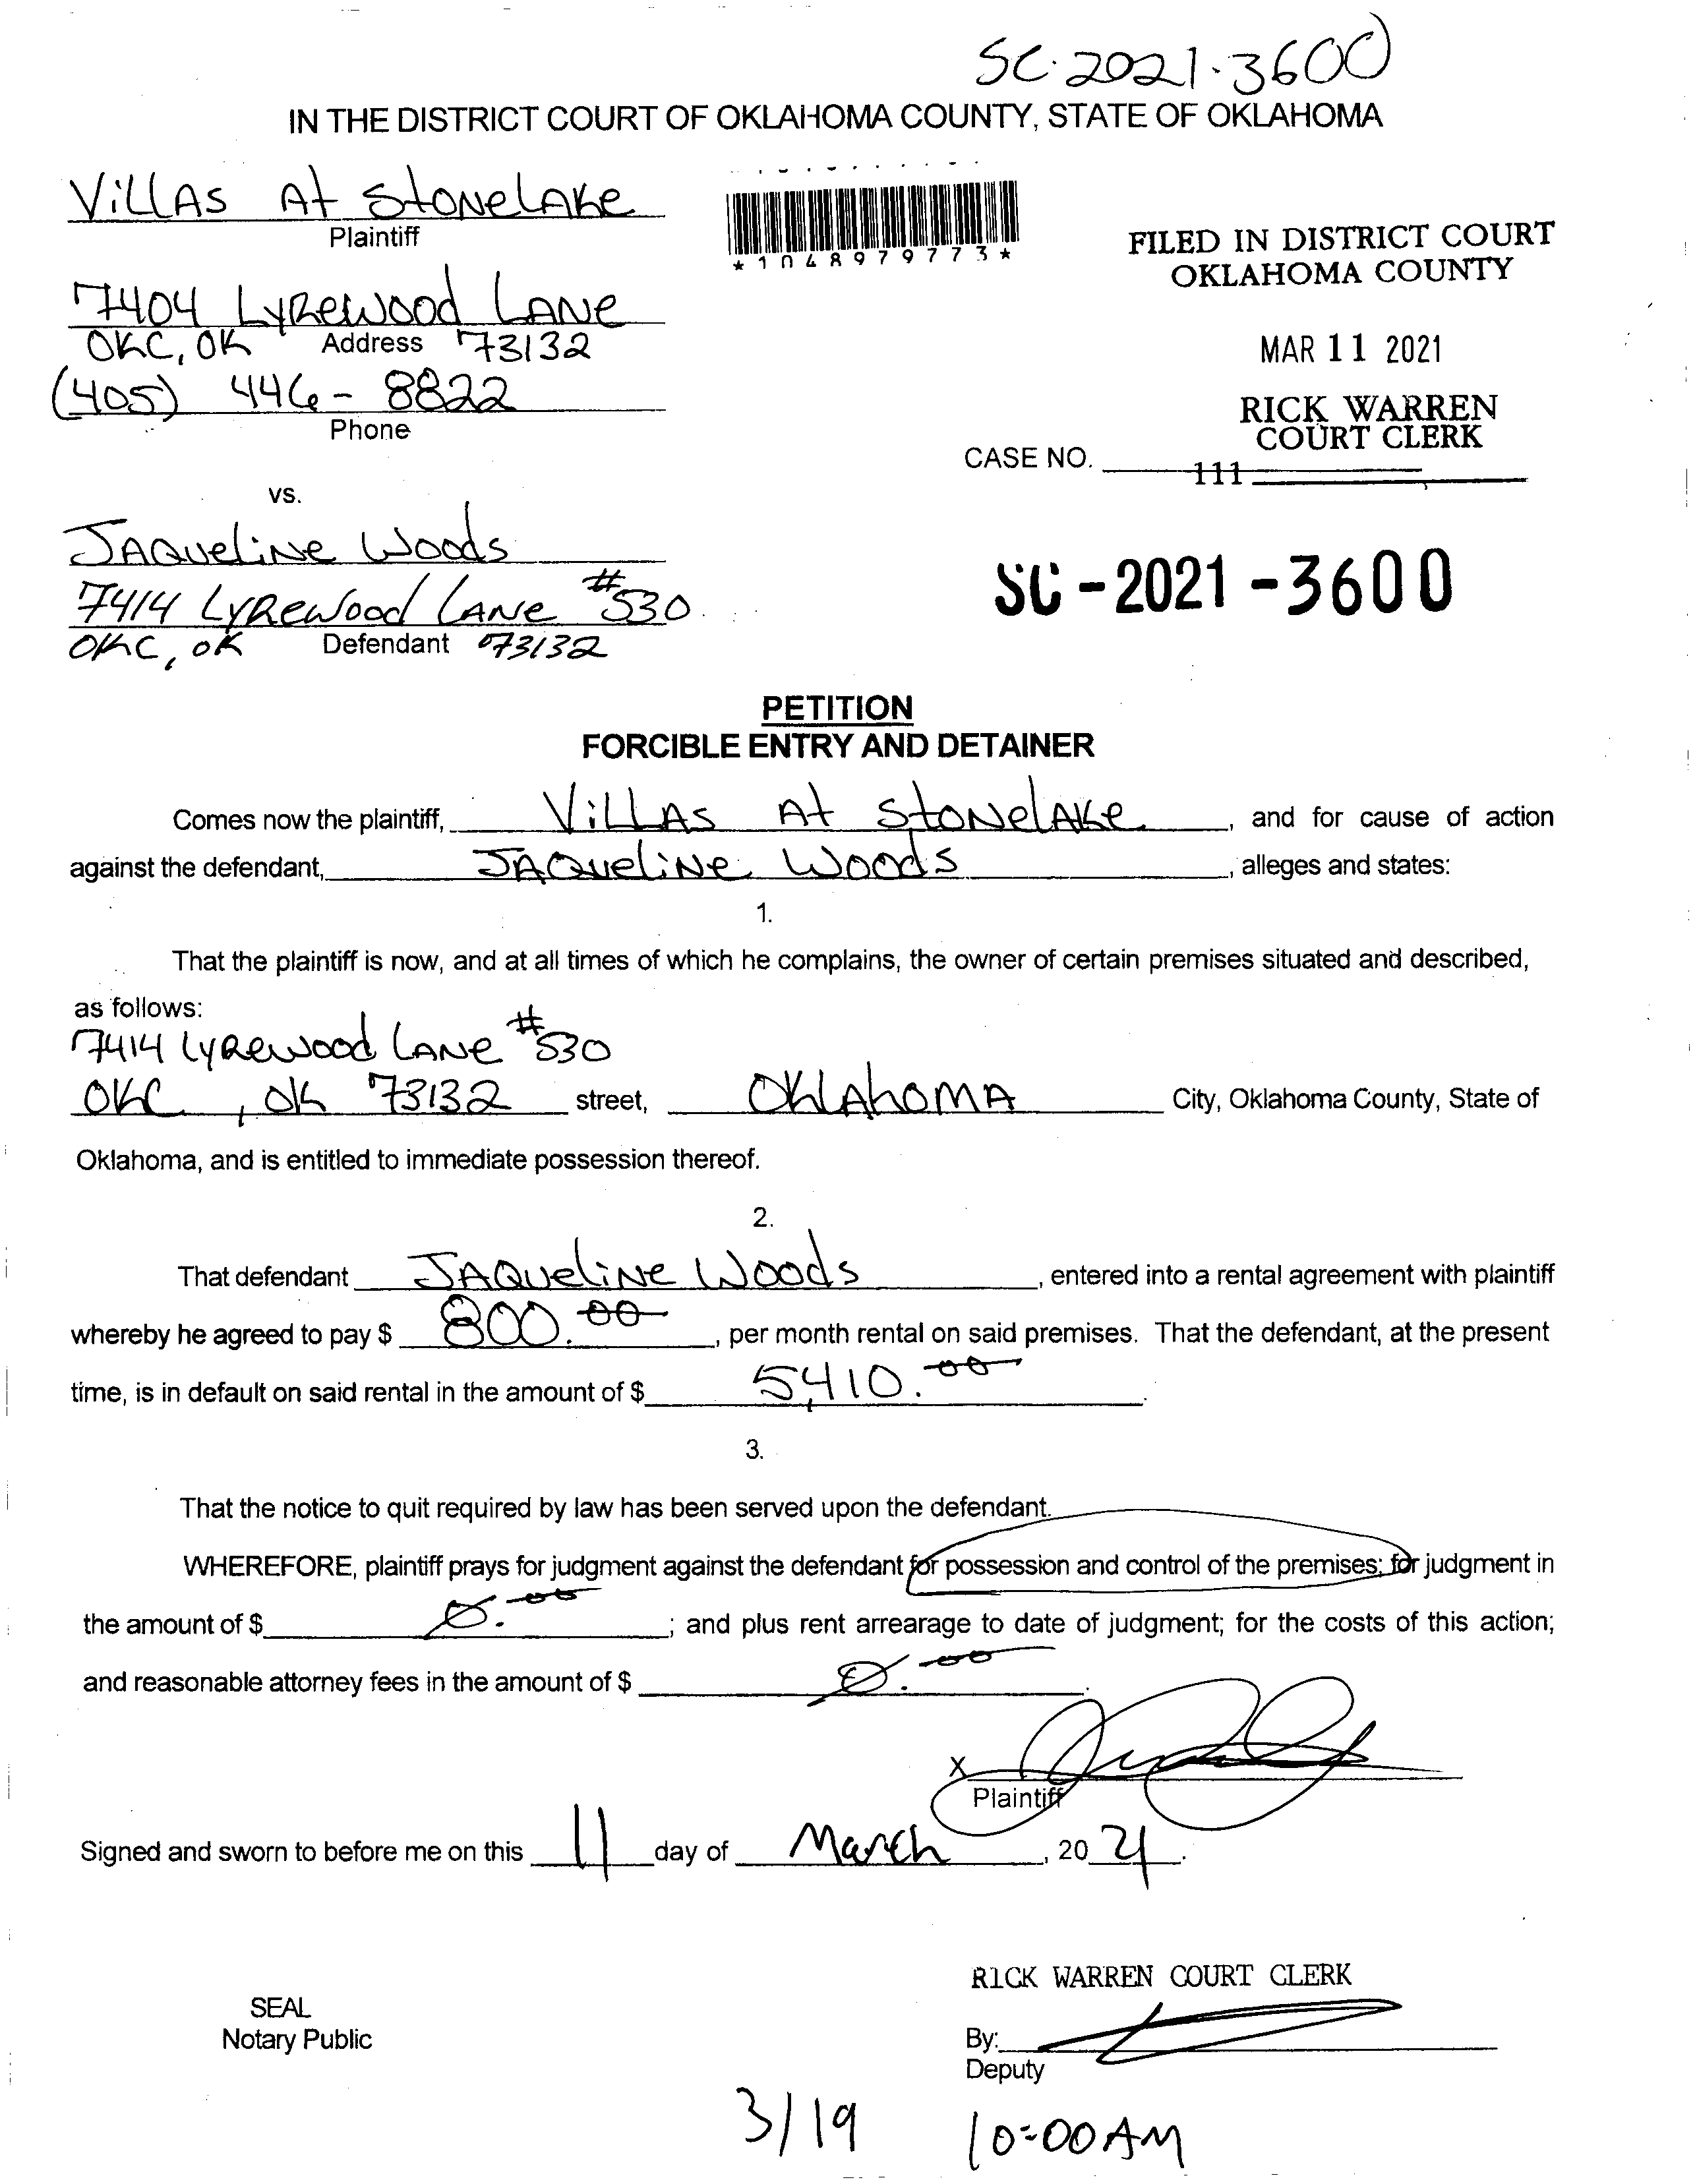 SC-2021-3600
IN THE DISTRICT COURT OF OKLAHOMA COUNTY, STATE OF OKLAHOMA
VillAs At StoNelAke
Plaintiff
*1048979773*
FILED IN DISTRICT COURT
OKLAHOMA COUNTY
7404 LyRewood LANe
OKC, OK Address 73132
MAR 11 2021
(405) 446-8822
Phone
RICK WARREN
COURT CLERK
CASE NO.
111
vs.
JAQueliNe Woods
7414 LyRewood LANe #530
OKC, OK Defendant 73132
SC-2021-3600
PETITION
FORCIBLE ENTRY AND DETAINER
Comes now the plaintiff, VillAs At StoNelAke, and for cause of action
against the defendant, JAQueliNe Woods, alleges and states:
1.
That the plaintiff is now, and at all times of which he complains, the owner of certain premises situated and described,
as follows:
7414 LyRewood LANe #530
OKC, OK 73132 street, OklAhoMA City, Oklahoma County, State of
Oklahoma, and is entitled to immediate possession thereof.
2.
That defendant JAQueliNe Woods, entered into a rental agreement with plaintiff
whereby he agreed to pay $ 800.00, per month rental on said premises. That the defendant, at the present
time, is in default on said rental in the amount of $ 5,410.00.
3.
That the notice to quit required by law has been served upon the defendant.
WHEREFORE, plaintiff prays for judgment against the defendant for possession and control of the premises; for judgment in
the amount of $ 0.00; and plus rent arrearage to date of judgment; for the costs of this action;
and reasonable attorney fees in the amount of $ 0.00.
X
Plaintiff
Signed and sworn to before me on this 11 day of March, 2021.
RICK WARREN COURT CLERK
SEAL
Notary Public
By:
Deputy
3/19 10:00 AM